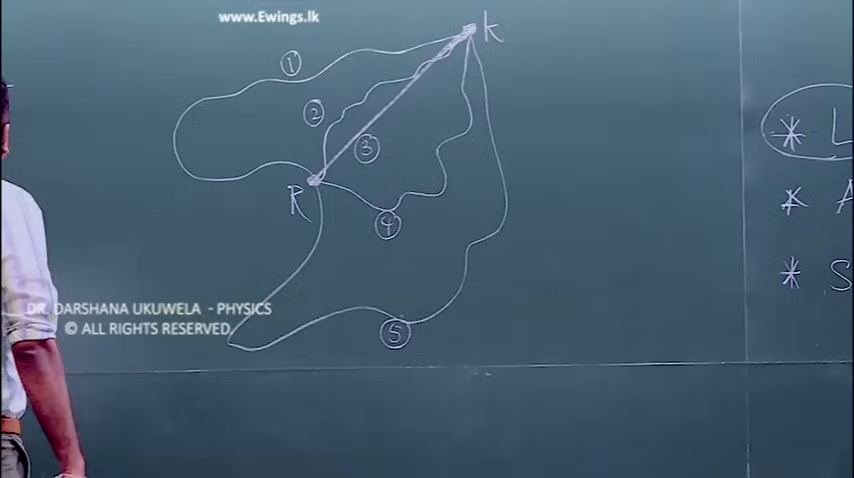 www.Ewings.lk
K
①
②
③
* L
R
* A
④
* S
DR. DARSHANA UKUWELA - PHYSICS
© ALL RIGHTS RESERVED.
⑤